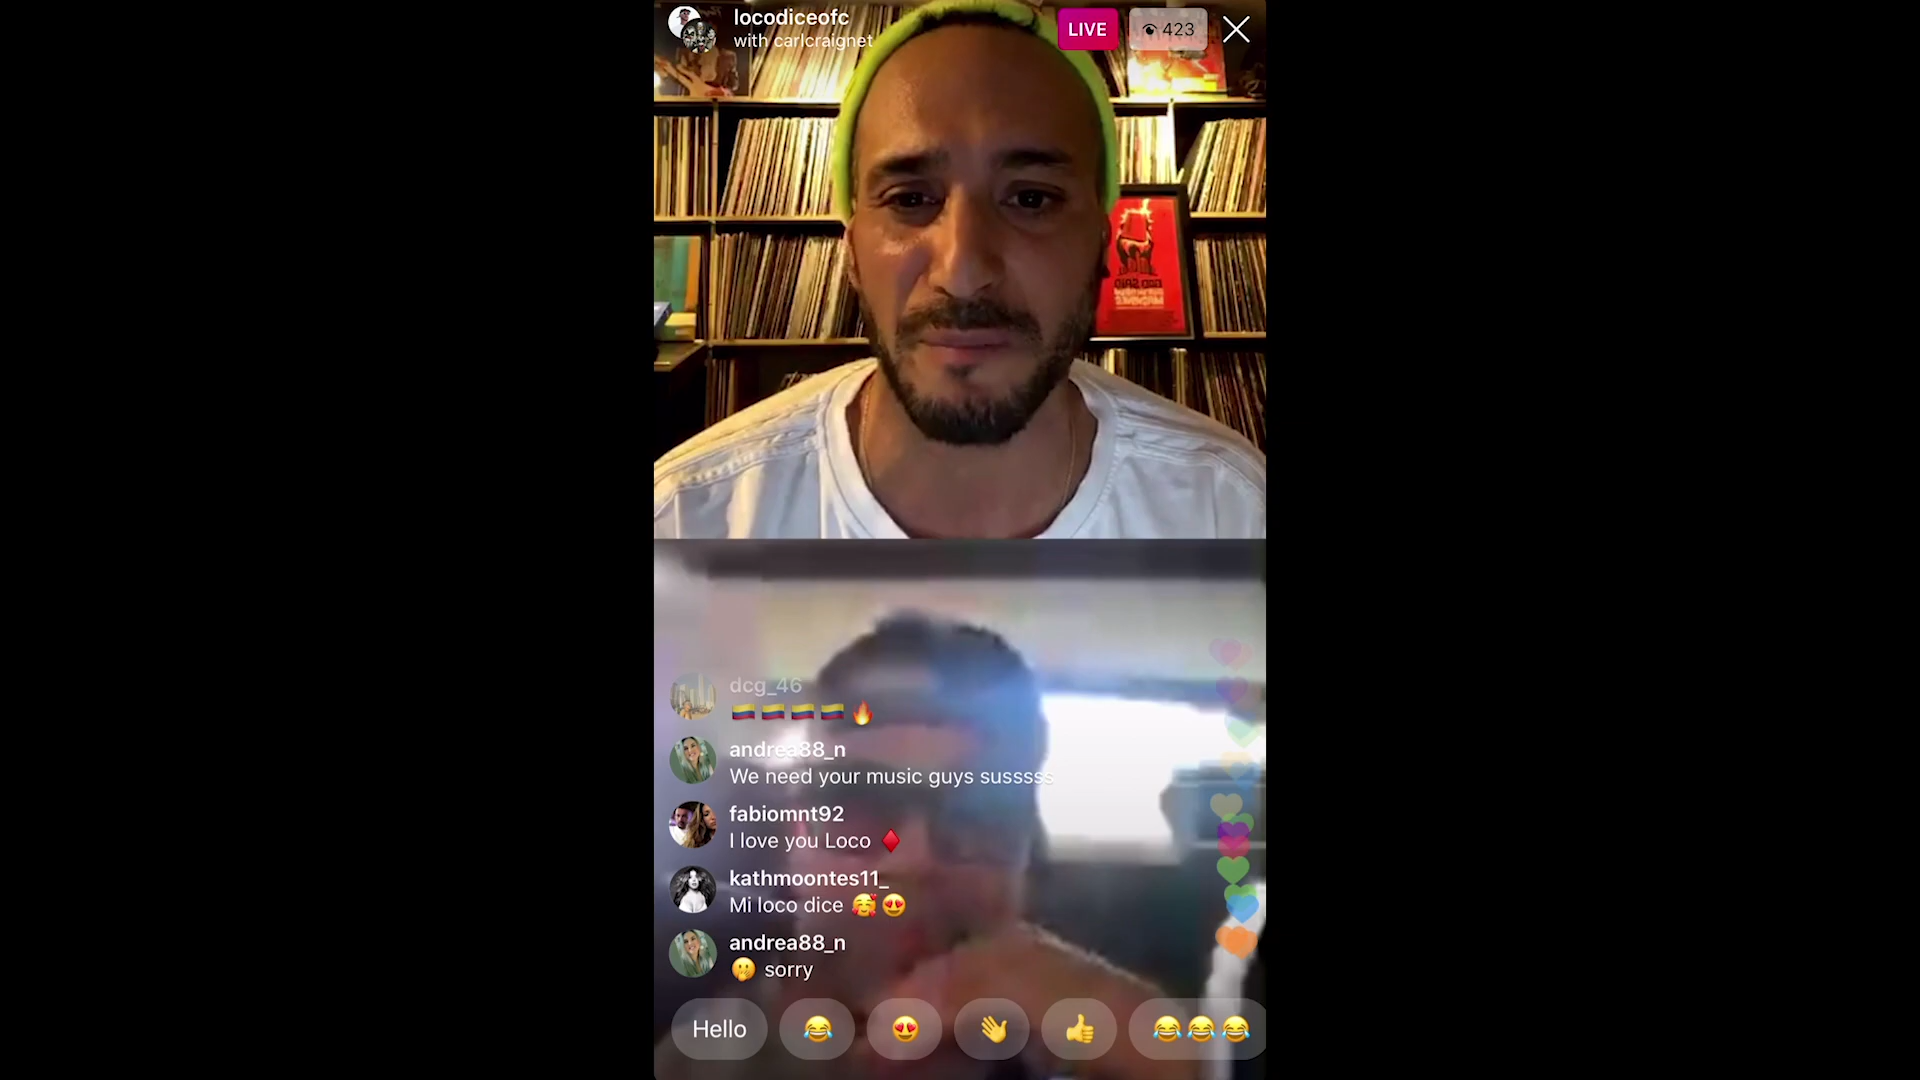 locodiceofc
with carlcraignet
LIVE
423
dcg_46
🇨🇴🇨🇴🇨🇴🇨🇴🔥
andrea88_n
We need your music guys susssss
fabiomnt92
I love you Loco ♦️
kathmoontes11_
Mi loco dice 🥰😍
andrea88_n
🤭 sorry
Hello 😂 😍 👋 👍 😂😂😂